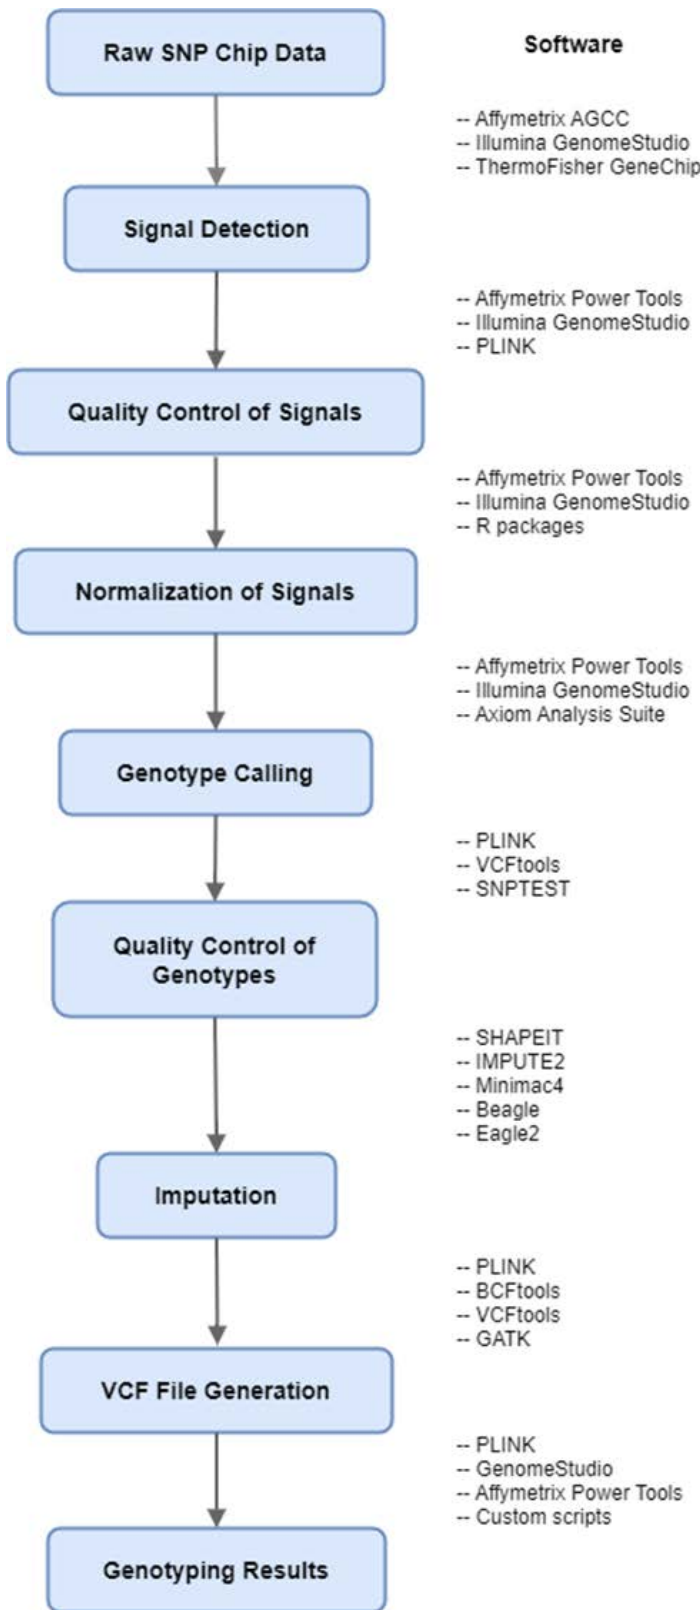 Raw SNP Chip Data
Software
-- Affymetrix AGCC
-- Illumina GenomeStudio
-- ThermoFisher GeneChip
Signal Detection
-- Affymetrix Power Tools
-- Illumina GenomeStudio
-- PLINK
Quality Control of Signals
-- Affymetrix Power Tools
-- Illumina GenomeStudio
-- R packages
Normalization of Signals
-- Affymetrix Power Tools
-- Illumina GenomeStudio
-- Axiom Analysis Suite
Genotype Calling
-- PLINK
-- VCFtools
-- SNPTEST
Quality Control of
Genotypes
-- SHAPEIT
-- IMPUTE2
-- Minimac4
-- Beagle
-- Eagle2
Imputation
-- PLINK
-- BCFtools
-- VCFtools
-- GATK
VCF File Generation
-- PLINK
-- GenomeStudio
-- Affymetrix Power Tools
-- Custom scripts
Genotyping Results